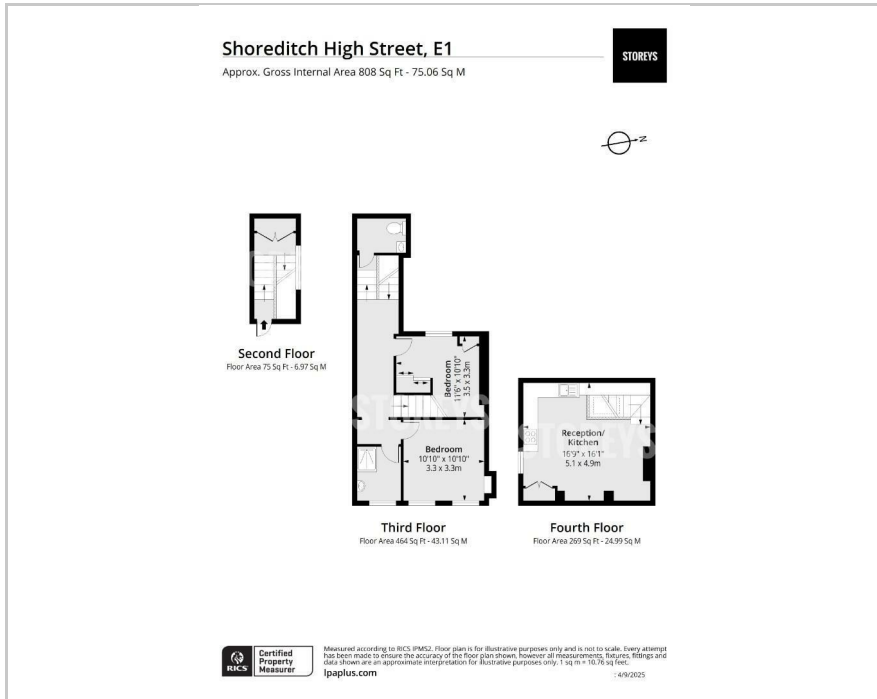 Shoreditch High Street, E1
Approx. Gross Internal Area 808 Sq Ft - 75.06 Sq M
STOREYS
N
Second Floor
Floor Area 75 Sq Ft - 6.97 Sq M
Bedroom
11'6" x 10'10"
3.5 x 3.3m
STOREYS
Bedroom
10'10" x 10'10"
3.3 x 3.3m
Third Floor
Floor Area 464 Sq Ft - 43.11 Sq M
STOREYS
Reception/
Kitchen
16'9" x 16'1"
5.1 x 4.9m
Fourth Floor
Floor Area 269 Sq Ft - 24.99 Sq M
RICS
Certified
Property
Measurer
Measured according to RICS IPMS2. Floor plan is for illustrative purposes only and is not to scale. Every attempt
has been made to ensure the accuracy of the floor plan shown, however all measurements, fixtures, fittings and
data shown are an approximate interpretation for illustrative purposes only. 1 sq m = 10.76 sq feet.
lpaplus.com
: 4/9/2025